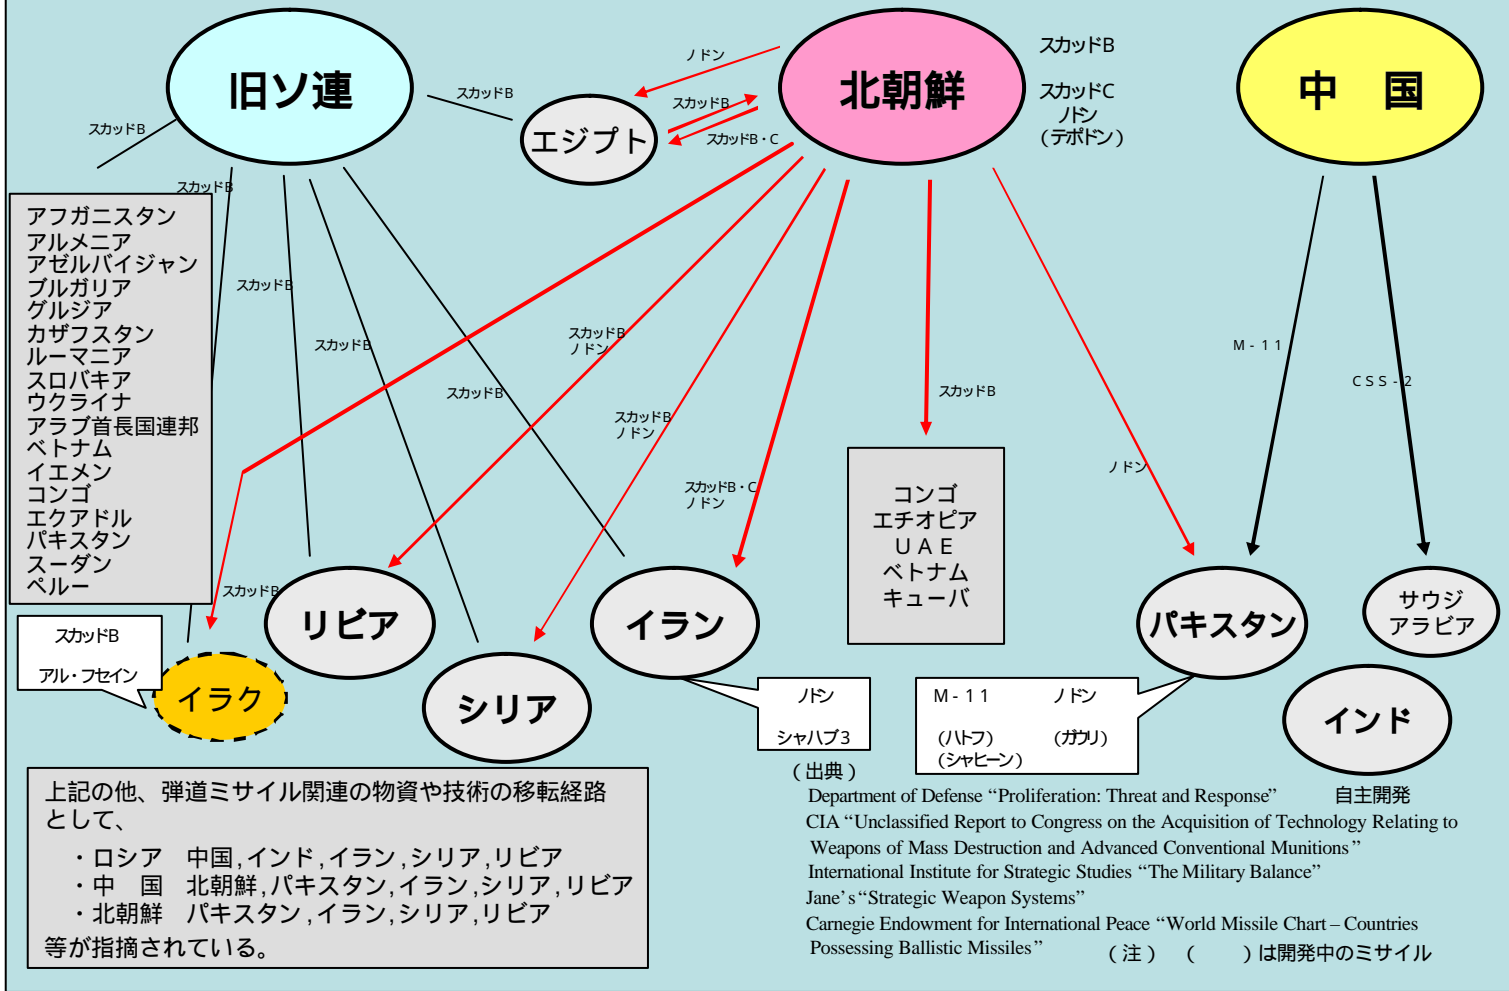 旧ソ連
北朝鮮
中　国
スカッドB
スカッドC
ノドン
(テポドン)
エジプト
スカッドB
スカッドB
ノドン
スカッドB
スカッドB・C
スカッドB
アフガニスタン
アルメニア
アゼルバイジャン
ブルガリア
グルジア
カザフスタン
ルーマニア
スロバキア
ウクライナ
アラブ首長国連邦
ベトナム
イエメン
コンゴ
エクアドル
パキスタン
スーダン
ペルー
スカッドB
スカッドB
スカッドB
スカッドB
ノドン
スカッドB
ノドン
スカッドB・C
ノドン
スカッドB
スカッドB
ノドン
M-11
CSS-2
コンゴ
エチオピア
UAE
ベトナム
キューバ
リビア
シリア
イラン
パキスタン
サウジ
アラビア
インド
自主開発
イラク
スカッドB
アル・フセイン
ノドン
シャハブ3
M-11　ノドン
(ハトフ)　(ガウリ)
(シャヒーン)
上記の他、弾道ミサイル関連の物資や技術の移転経路
として、
・ロシア　中国,インド,イラン,シリア,リビア
・中　国　北朝鮮,パキスタン,イラン,シリア,リビア
・北朝鮮　パキスタン,イラン,シリア,リビア
等が指摘されている。
(出典)
Department of Defense “Proliferation: Threat and Response”
CIA “Unclassified Report to Congress on the Acquisition of Technology Relating to
Weapons of Mass Destruction and Advanced Conventional Munitions”
International Institute for Strategic Studies “The Military Balance”
Jane’s “Strategic Weapon Systems”
Carnegie Endowment for International Peace “World Missile Chart – Countries
Possessing Ballistic Missiles”
(注)　(　　)は開発中のミサイル